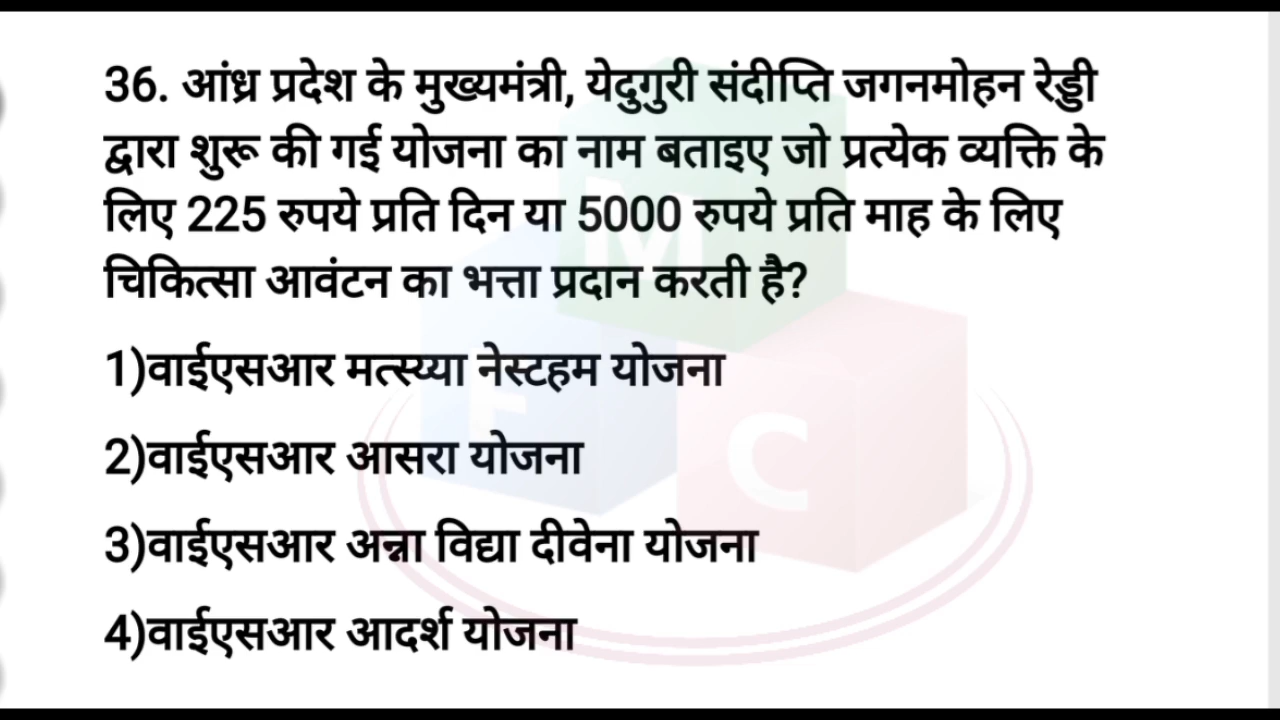 36. आंध्र प्रदेश के मुख्यमंत्री, येदुगुरी संदीप्ति जगनमोहन रेड्डी
द्वारा शुरू की गई योजना का नाम बताइए जो प्रत्येक व्यक्ति के
लिए 225 रुपये प्रति दिन या 5000 रुपये प्रति माह के लिए
चिकित्सा आवंटन का भत्ता प्रदान करती है?
1)वाईएसआर मत्स्य्या नेस्टहम योजना
2)वाईएसआर आसरा योजना
3)वाईएसआर अन्ना विद्या दीवेना योजना
4)वाईएसआर आदर्श योजना
M
F
C